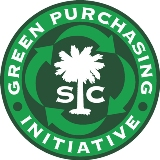 GREEN PURCHASING
SC
INITIATIVE